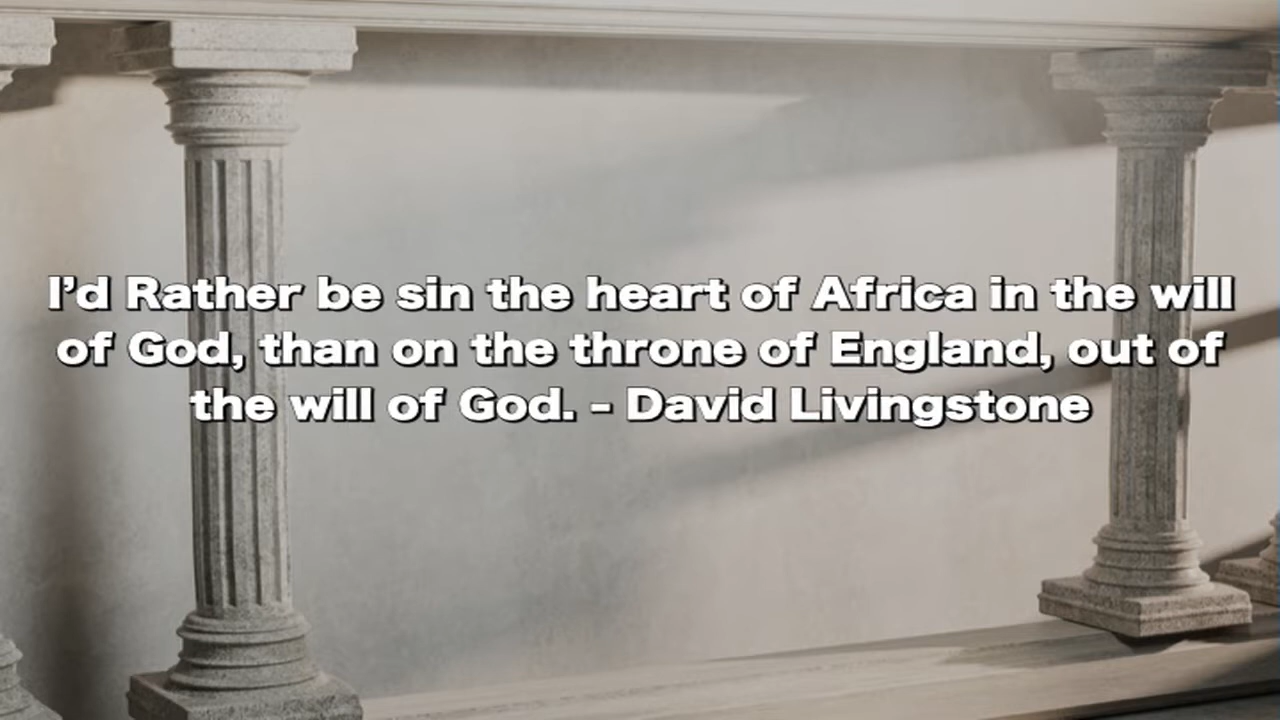 I’d Rather be sin the heart of Africa in the will
of God, than on the throne of England, out of
the will of God. - David Livingstone